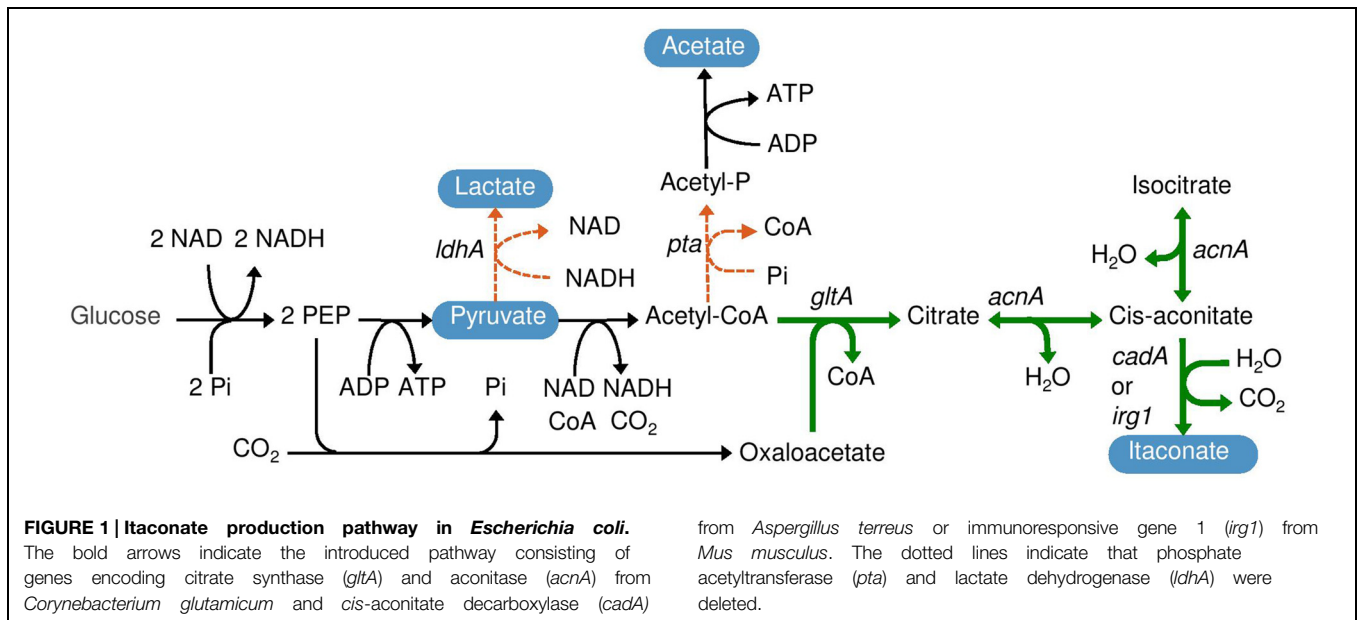 Acetate
ATP
ADP
Acetyl-P
Lactate
Isocitrate
2 NAD 2 NADH
ldhA
NAD
NADH
pta
CoA
Pi
H2O
acnA
Glucose
2 PEP
Pyruvate
Acetyl-CoA
gltA
Citrate
acnA
Cis-aconitate
2 Pi
ADP ATP
Pi
NAD NADH
CoA CO2
CoA
H2O
cadA
or
irg1
H2O
CO2
CO2
Oxaloacetate
Itaconate
FIGURE 1 | Itaconate production pathway in Escherichia coli.
The bold arrows indicate the introduced pathway consisting of
genes encoding citrate synthase (gltA) and aconitase (acnA) from
Corynebacterium glutamicum and cis-aconitate decarboxylase (cadA)
from Aspergillus terreus or immunoresponsive gene 1 (irg1) from
Mus musculus. The dotted lines indicate that phosphate
acetyltransferase (pta) and lactate dehydrogenase (ldhA) were
deleted.